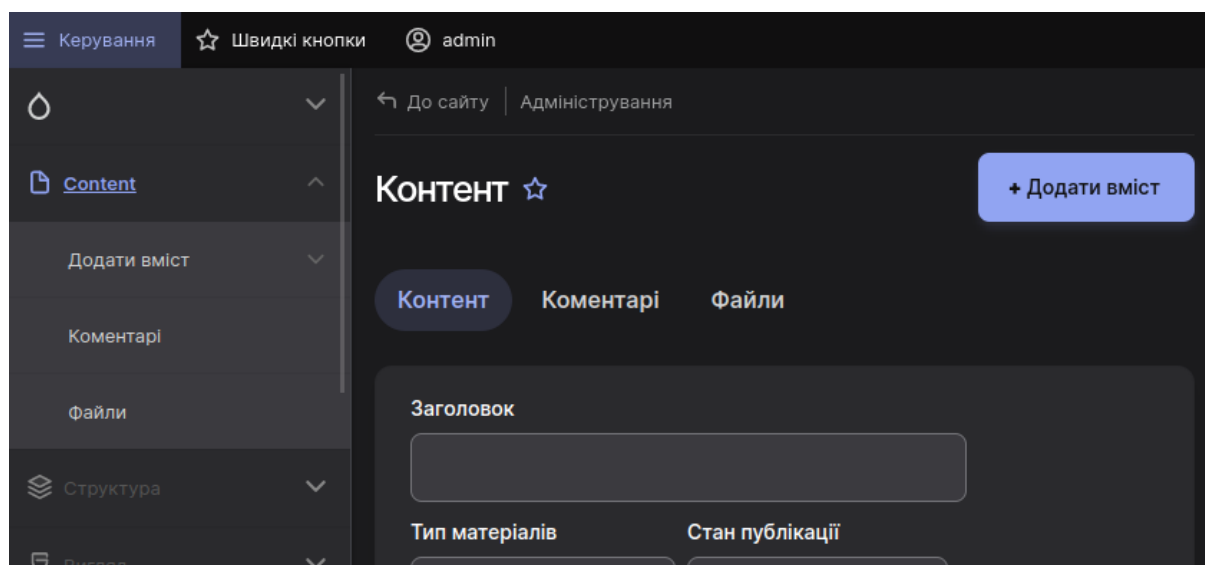 Керування
Швидкі кнопки
admin
До сайту
Адміністрування
Content
Контент
+ Додати вміст
Додати вміст
Контент
Коментарі
Файли
Коментарі
Файли
Заголовок
Структура
Тип матеріалів
Стан публікації